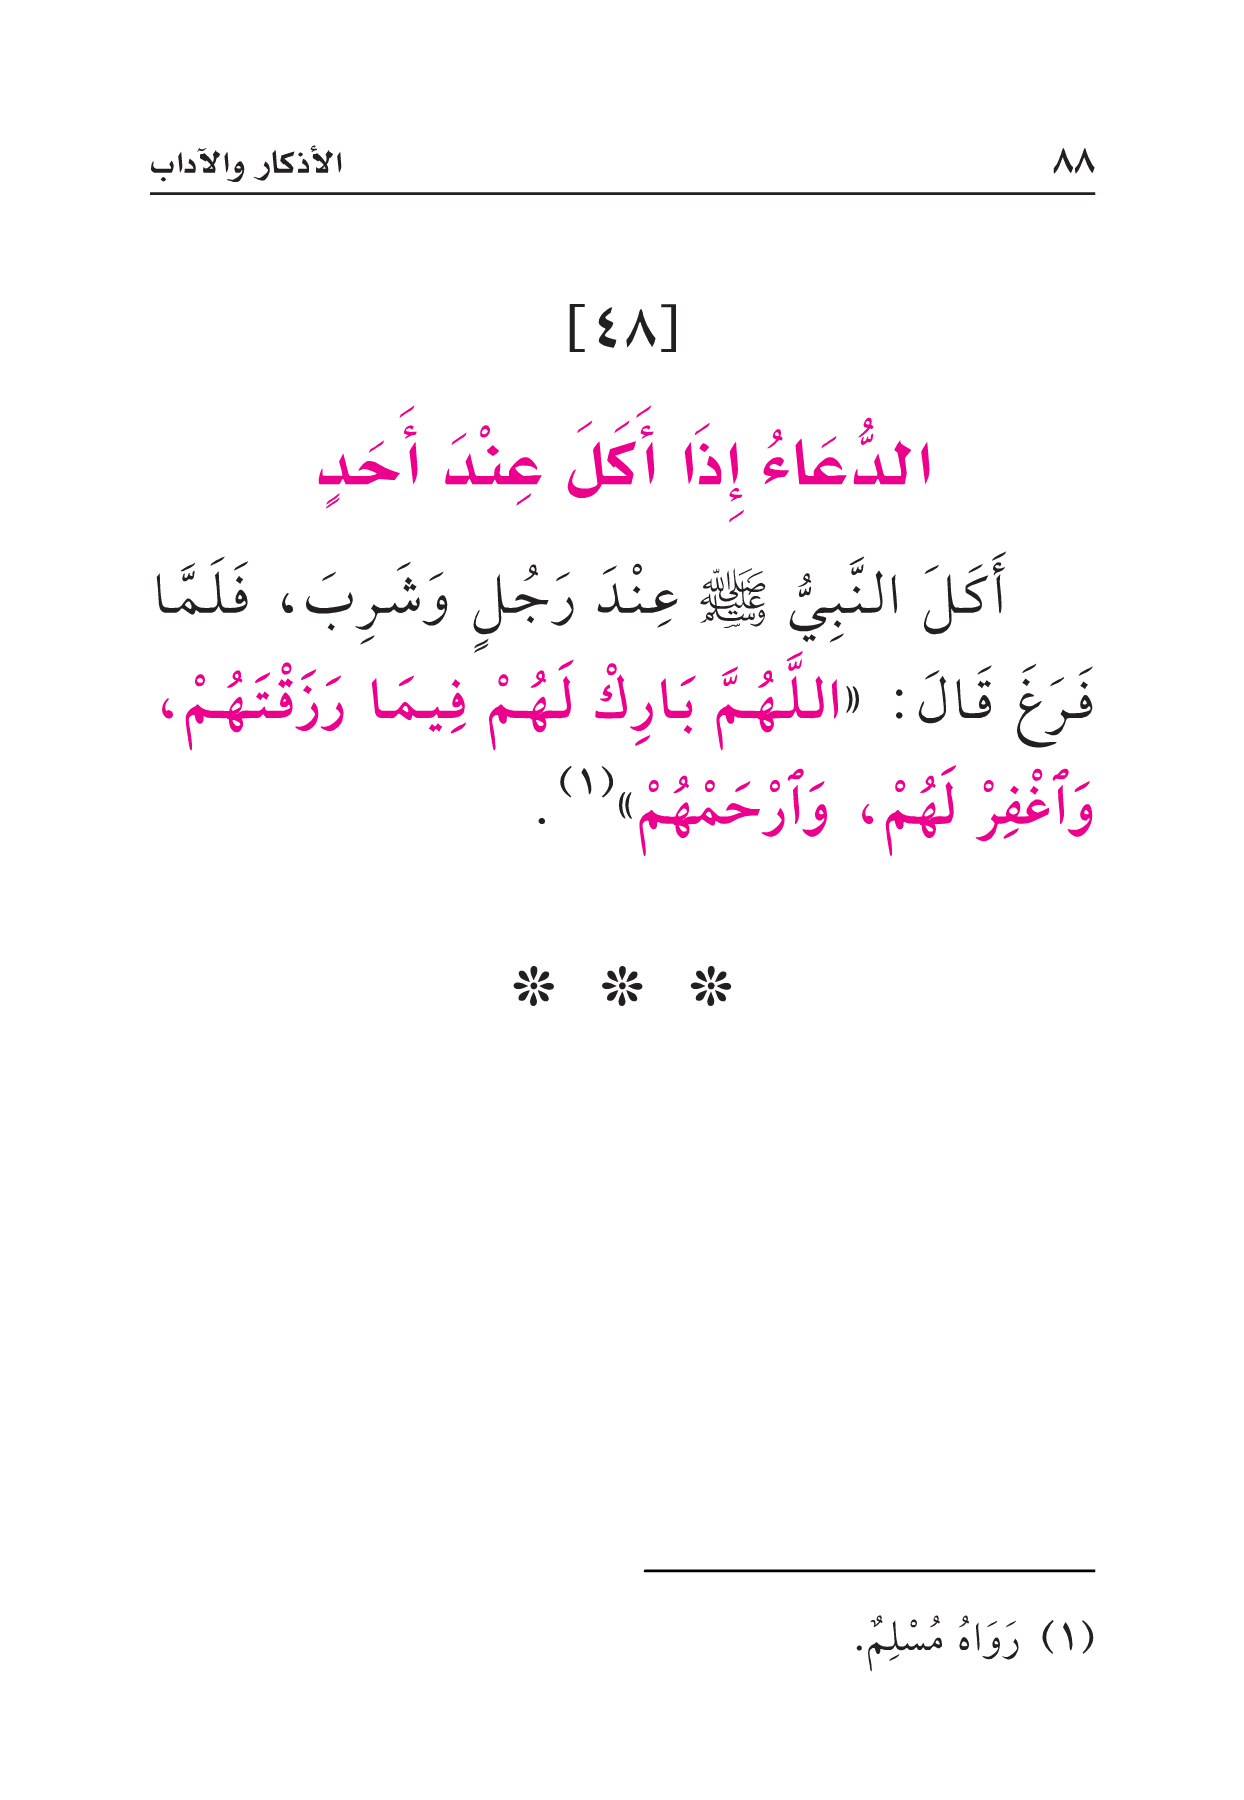 ٨٨ الأذكار والآداب
[٤٨]
الدُّعَاءُ إِذَا أَكَلَ عِنْدَ أَحَدٍ
أَكَلَ النَّبِيُّ ﷺ عِنْدَ رَجُلٍ وَشَرِبَ، فَلَمَّا
فَرَغَ قَالَ: «اللَّهُمَّ بَارِكْ لَهُمْ فِيمَا رَزَقْتَهُمْ،
وَٱغْفِرْ لَهُمْ، وَٱرْحَمْهُمْ»(١).
(١) رَوَاهُ مُسْلِمٌ.